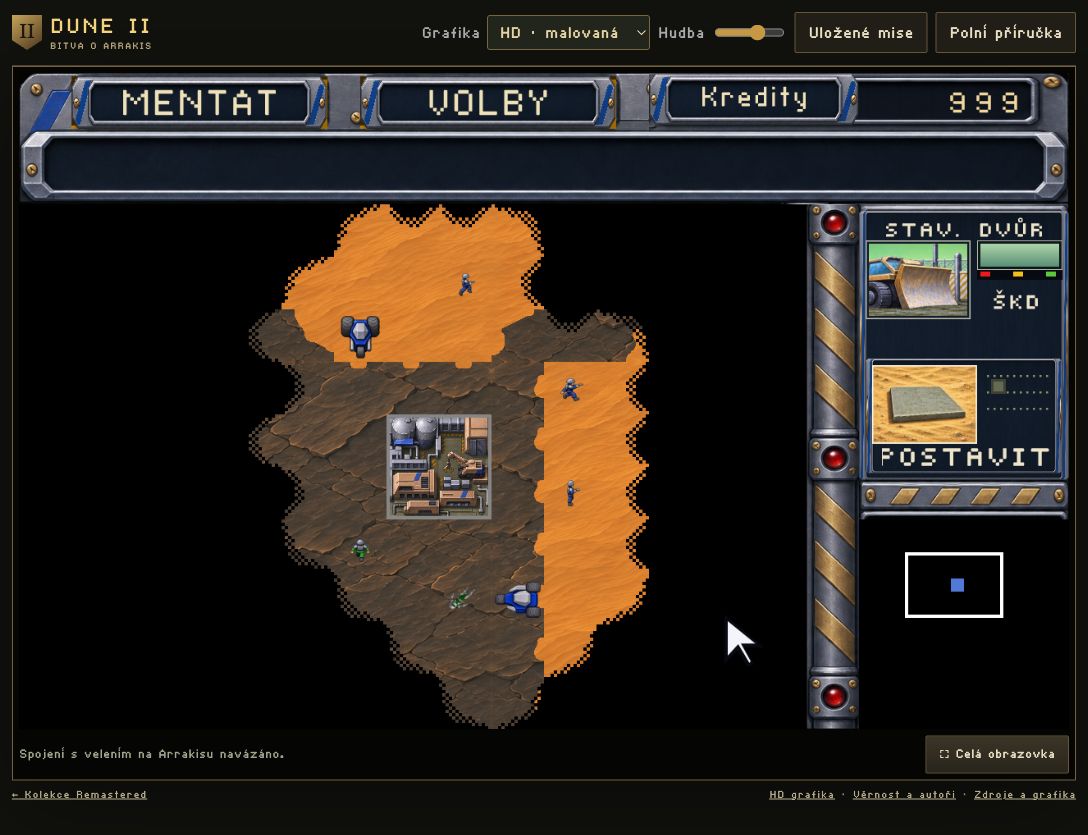 II DUNE II
BITVA O ARRAKIS
Grafika HD · malovaná Hudba Uložené mise Polní příručka
MENTAT VOLBY Kredity 999
STAV. DVŮR
ŠKD
POSTAVIT
Spojení s velením na Arrakisu navázáno.
Celá obrazovka
← Kolekce Remastered
HD grafika · Věrnost a autoři · Zdroje a grafika